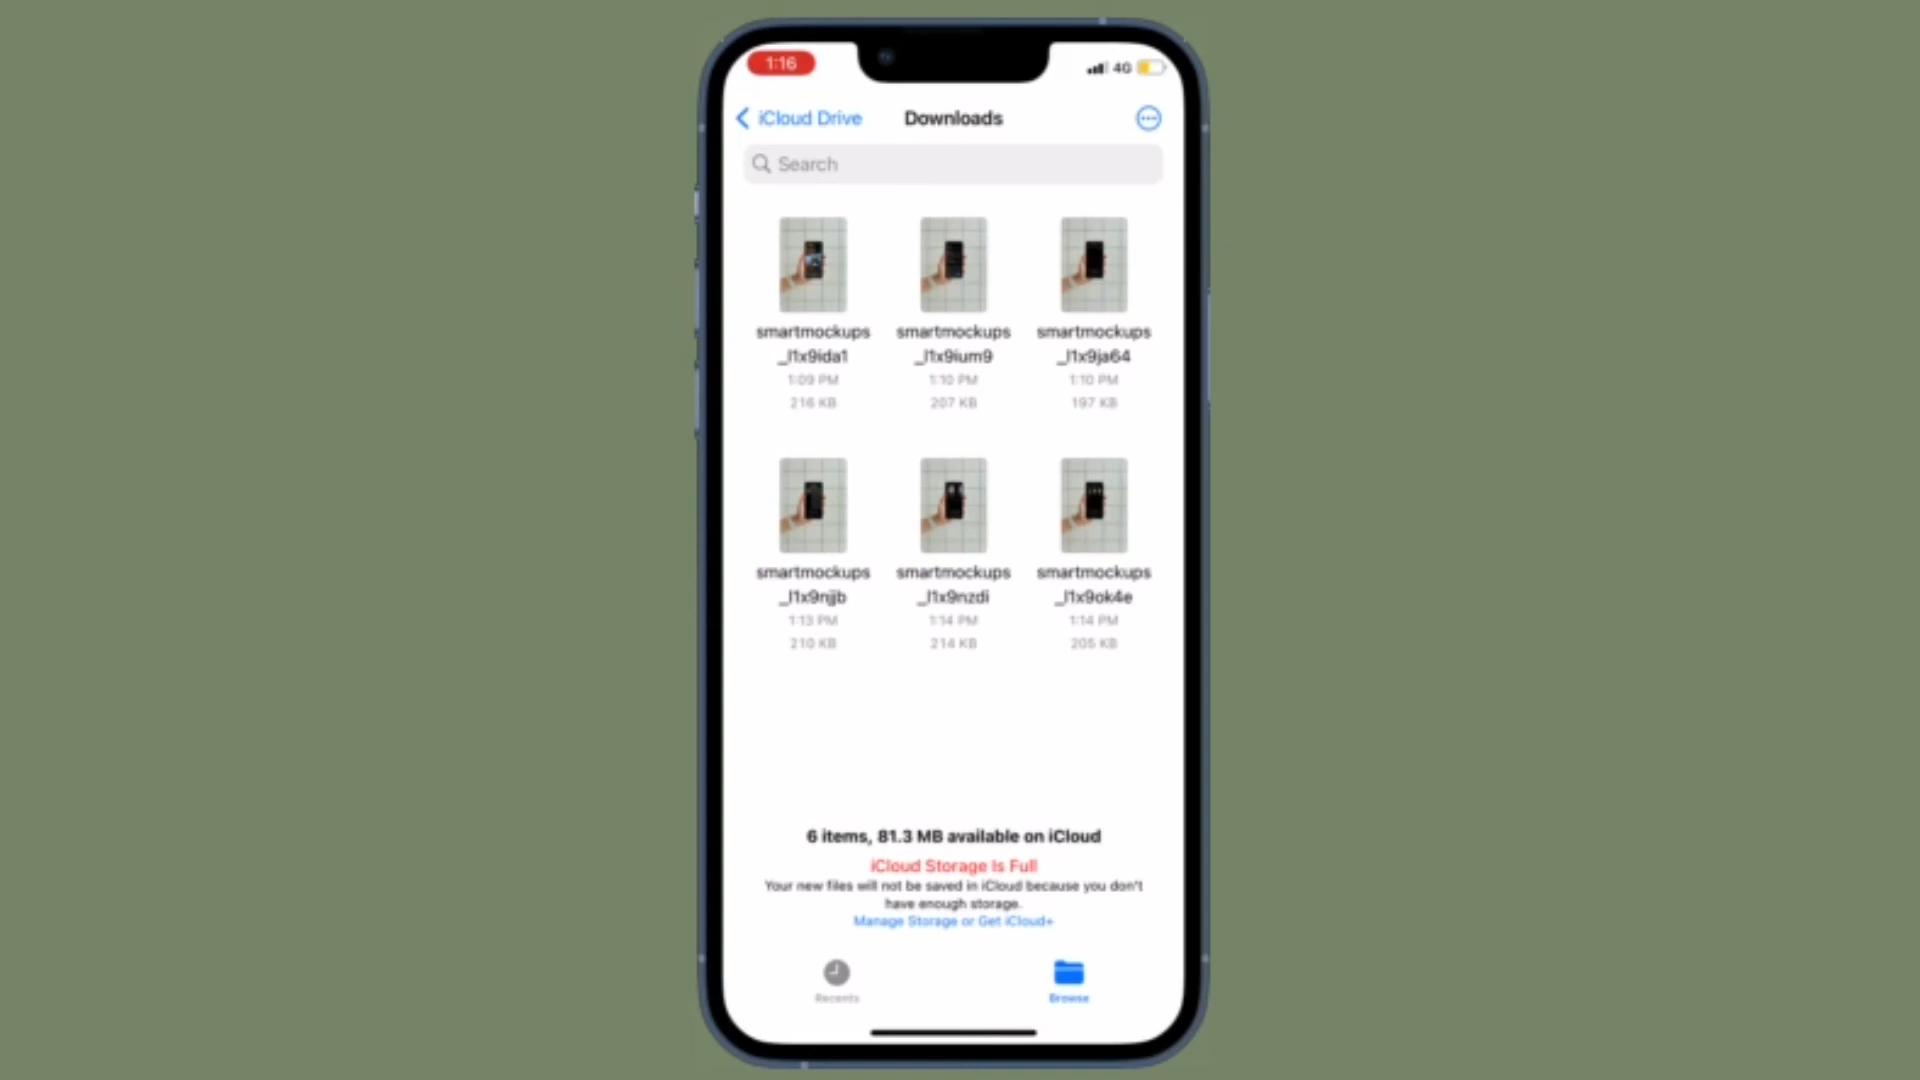 1:16
4G
iCloud Drive
Downloads
Search
smartmockups smartmockups smartmockups
_l1x9ida1 _l1x9ium9 _l1x9ja64
1:09 PM 1:10 PM 1:10 PM
216 KB 207 KB 197 KB
smartmockups smartmockups smartmockups
_l1x9njjb _l1x9nzdi _l1x9ok4e
1:13 PM 1:14 PM 1:14 PM
210 KB 214 KB 205 KB
6 items, 81.3 MB available on iCloud
iCloud Storage Is Full
Your new files will not be saved in iCloud because you don't
have enough storage.
Manage Storage or Get iCloud+
Recents
Browse